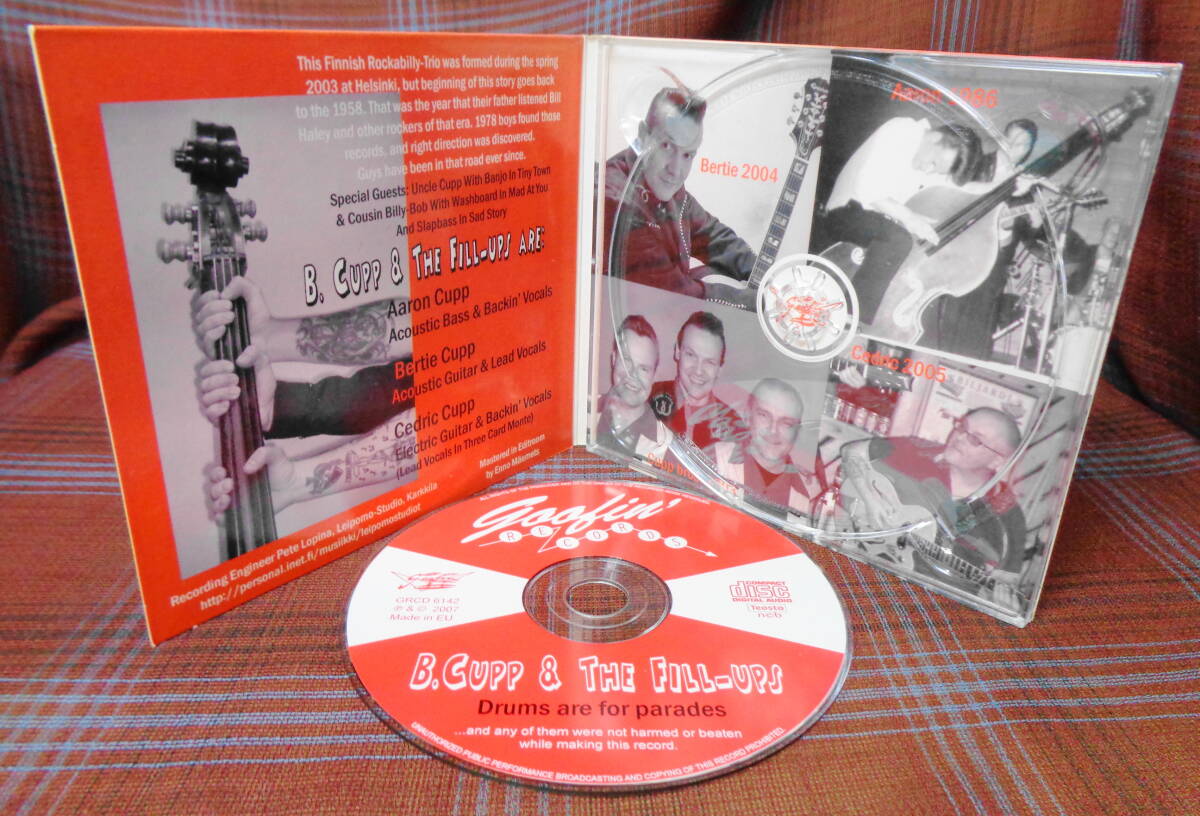 This Finnish Rockabilly-Trio was formed during the spring
2003 at Helsinki, but beginning of this story goes back
to the 1958. That was the year that their father listened Bill
Haley and other rockers of that era. 1978 boys found those
records, and right direction was discovered.
Guys have been in that road ever since.
Special Guests: Uncle Cupp With Banjo In Tiny Town
& Cousin Billy-Bob With Washboard In Mad At You
And Slapbass In Sad Story
B. CUPP & THE FILL-UPS ARE:
Aaron Cupp
Acoustic Bass & Backin' Vocals
Bertie Cupp
Acoustic Guitar & Lead Vocals
Cedric Cupp
Electric Guitar & Backin' Vocals
(Lead Vocals In Three Card Monte)
Mastered in Editroom
by Enno Mäemets
Recording Engineer Pete Lopina, Leipomo-Studio, Karkkila
http://personal.inet.fi/musiikki/leipomostudiot
Bertie 2004
Aaron 1986
Cedric 2005
BILJARDI
Goofin'
RECORDS
GRCD 6142
℗ & © 2007
Made in EU
COMPACT
disc
DIGITAL AUDIO
Teosto
ncb
B.CUPP & THE FILL-UPS
Drums are for parades
...and any of them were not harmed or beaten
while making this record.
UNAUTHORIZED PUBLIC PERFORMANCE BROADCASTING AND COPYING OF THIS RECORD PROHIBITED